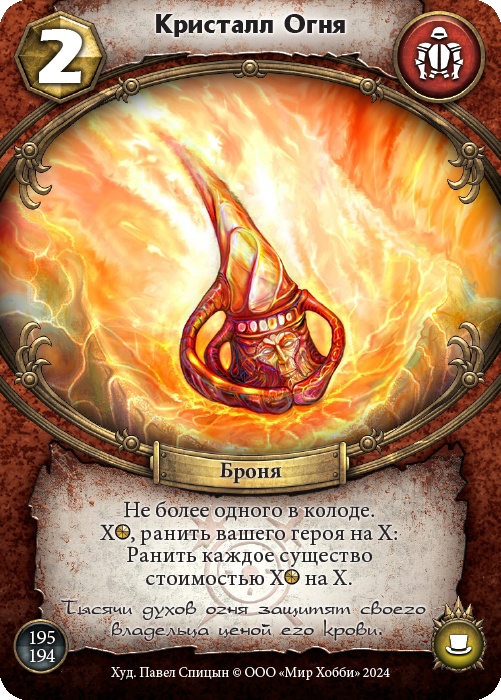 2
Кристалл Огня
Броня
Не более одного в колоде.
X, ранить вашего героя на X:
Ранить каждое существо
стоимостью X на X.
Тысячи духов огня защитят своего
владельца ценой его крови.
195
194
Худ. Павел Спицын © ООО «Мир Хобби» 2024